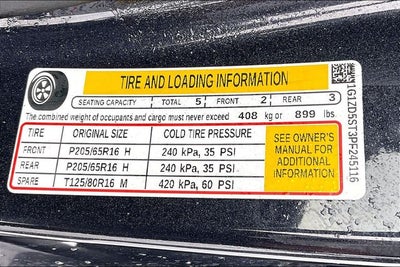 TIRE AND LOADING INFORMATION
SEATING CAPACITY TOTAL 5 FRONT 2 REAR 3
The combined weight of occupants and cargo must never exceed 408 kg or 899 lbs
TIRE ORIGINAL SIZE COLD TIRE PRESSURE
FRONT P205/65R16 H 240 kPa, 35 PSI
REAR P205/65R16 H 240 kPa, 35 PSI
SPARE T125/80R16 M 420 kPa, 60 PSI
SEE OWNER'S
MANUAL FOR
ADDITIONAL
INFORMATION
1G1ZD5ST3PF245116